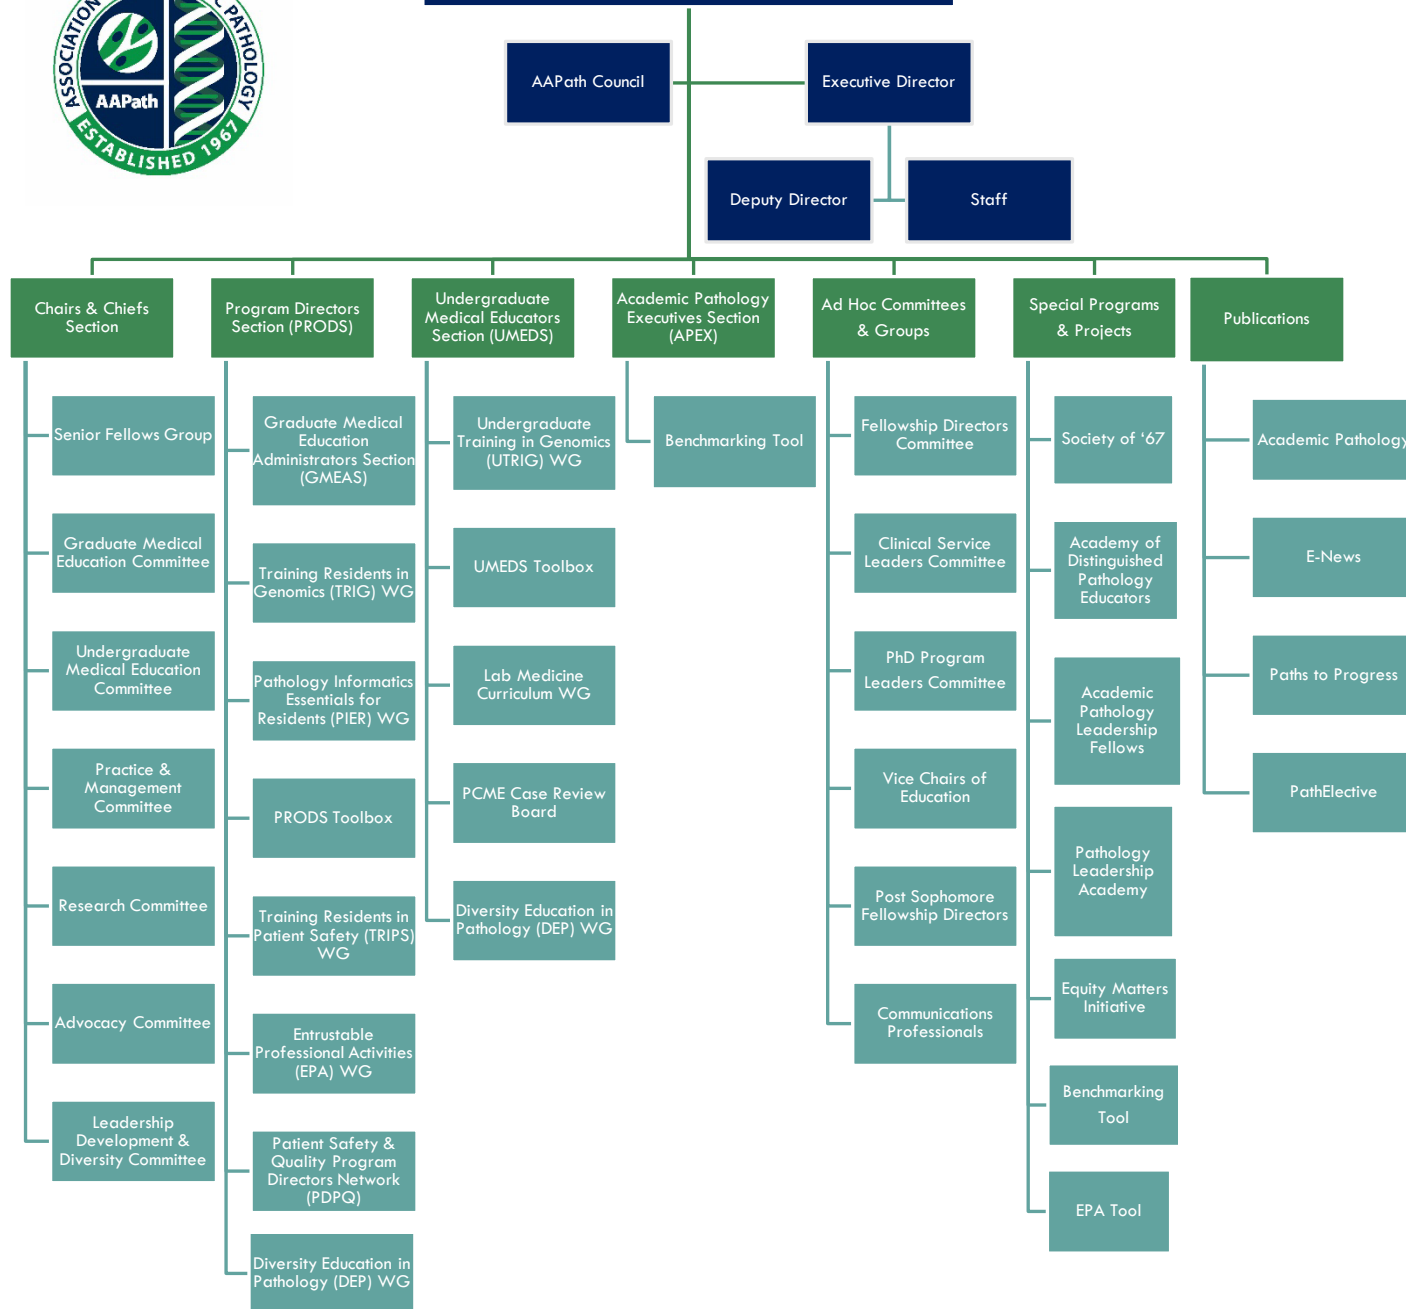 ASSOCIATION
C PATHOLOGY
AAPath
ESTABLISHED 1967
AAPath Council
Executive Director
Deputy Director
Staff
Chairs & Chiefs
Section
Senior Fellows Group
Graduate Medical
Education Committee
Undergraduate
Medical Education
Committee
Practice &
Management
Committee
Research Committee
Advocacy Committee
Leadership
Development &
Diversity Committee
Program Directors
Section (PRODS)
Graduate Medical
Education
Administrators Section
(GMEAS)
Training Residents in
Genomics (TRIG) WG
Pathology Informatics
Essentials for
Residents (PIER) WG
PRODS Toolbox
Training Residents in
Patient Safety (TRIPS)
WG
Entrustable
Professional Activities
(EPA) WG
Patient Safety &
Quality Program
Directors Network
(PDPQ)
Diversity Education in
Pathology (DEP) WG
Undergraduate
Medical Educators
Section (UMEDS)
Undergraduate
Training in Genomics
(UTRIG) WG
UMEDS Toolbox
Lab Medicine
Curriculum WG
PCME Case Review
Board
Diversity Education in
Pathology (DEP) WG
Academic Pathology
Executives Section
(APEX)
Benchmarking Tool
Ad Hoc Committees
& Groups
Fellowship Directors
Committee
Clinical Service
Leaders Committee
PhD Program
Leaders Committee
Vice Chairs of
Education
Post Sophomore
Fellowship Directors
Communications
Professionals
Special Programs
& Projects
Society of ‘67
Academy of
Distinguished
Pathology
Educators
Academic
Pathology
Leadership
Fellows
Pathology
Leadership
Academy
Equity Matters
Initiative
Benchmarking
Tool
EPA Tool
Publications
Academic Pathology
E-News
Paths to Progress
PathElective